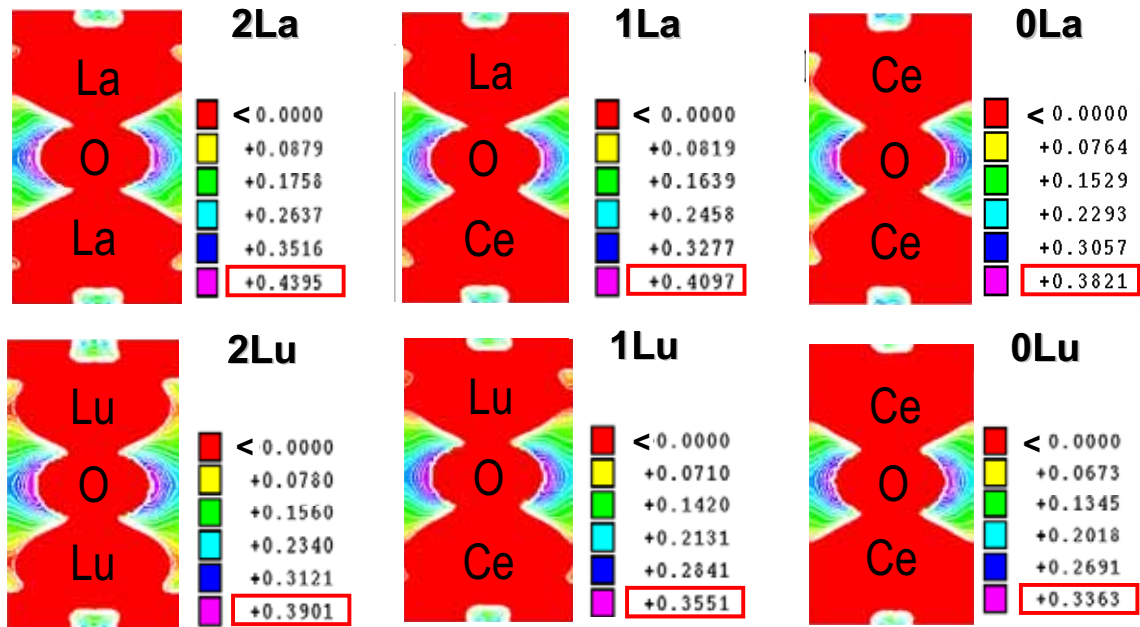 2La
La
O
La
< 0.0000
+0.0879
+0.1758
+0.2637
+0.3516
+0.4395
1La
La
O
Ce
< 0.0000
+0.0819
+0.1639
+0.2458
+0.3277
+0.4097
0La
Ce
O
Ce
< 0.0000
+0.0764
+0.1529
+0.2293
+0.3057
+0.3821
2Lu
Lu
O
Lu
< 0.0000
+0.0780
+0.1560
+0.2340
+0.3121
+0.3901
1Lu
Lu
O
Ce
< 0.0000
+0.0710
+0.1420
+0.2131
+0.2841
+0.3551
0Lu
Ce
O
Ce
< 0.0000
+0.0673
+0.1345
+0.2018
+0.2691
+0.3363